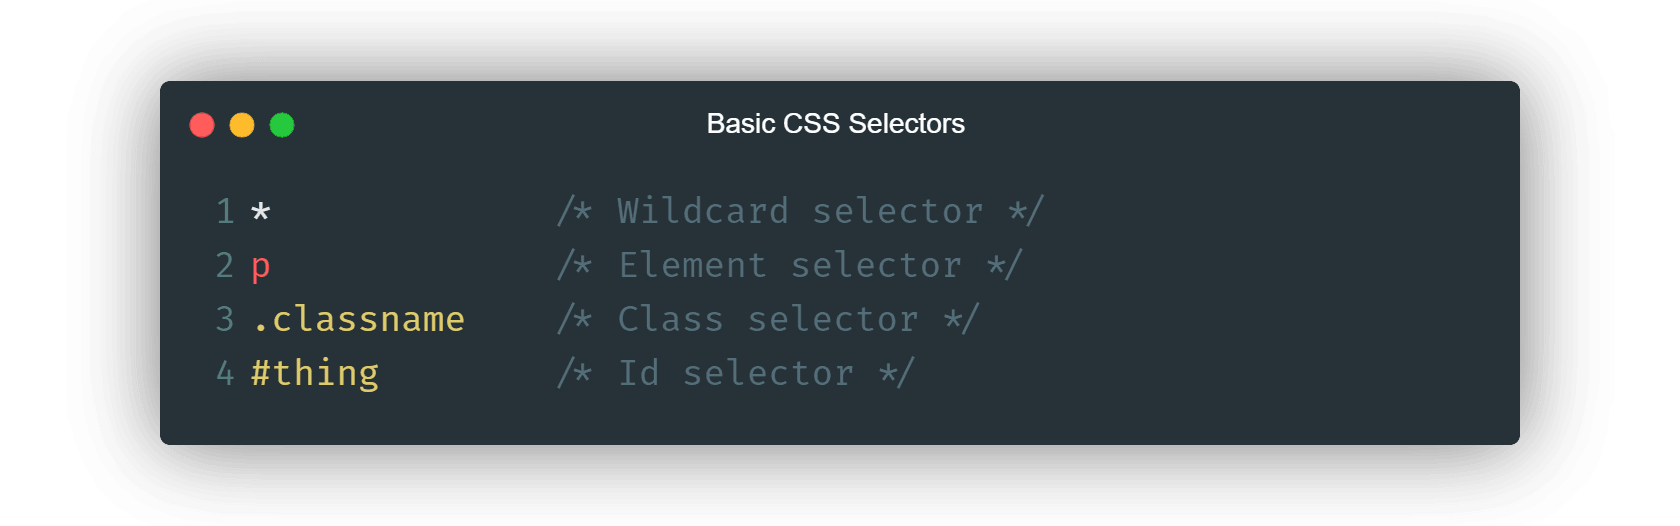 Basic CSS Selectors
1 * /* Wildcard selector */
2 p /* Element selector */
3 .classname /* Class selector */
4 #thing /* Id selector */